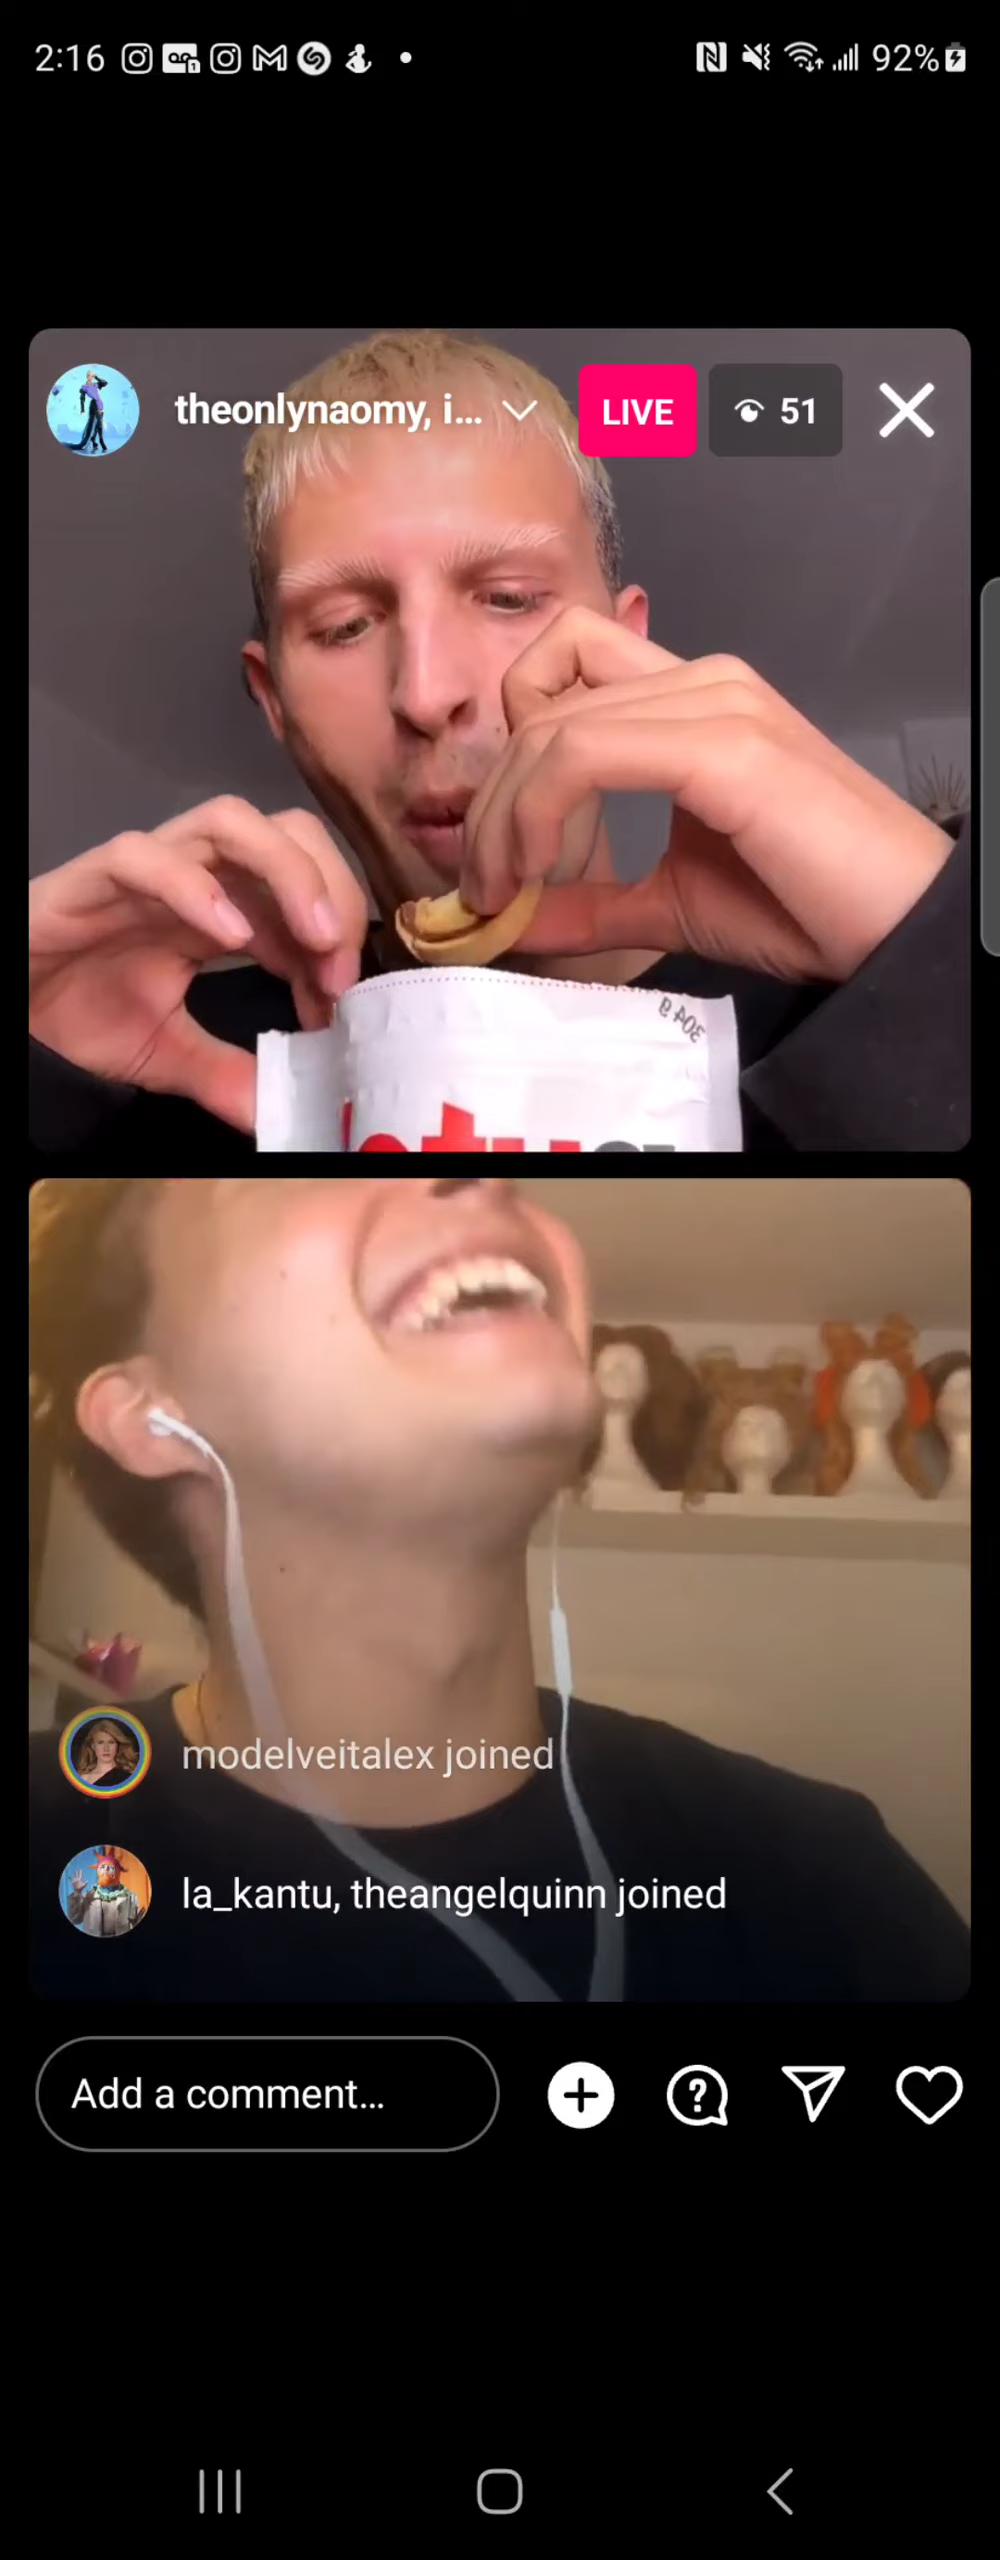 2:16
92%
theonlynaomy, i...
LIVE
51
modelveitalex joined
la_kantu, theangelquinn joined
Add a comment...